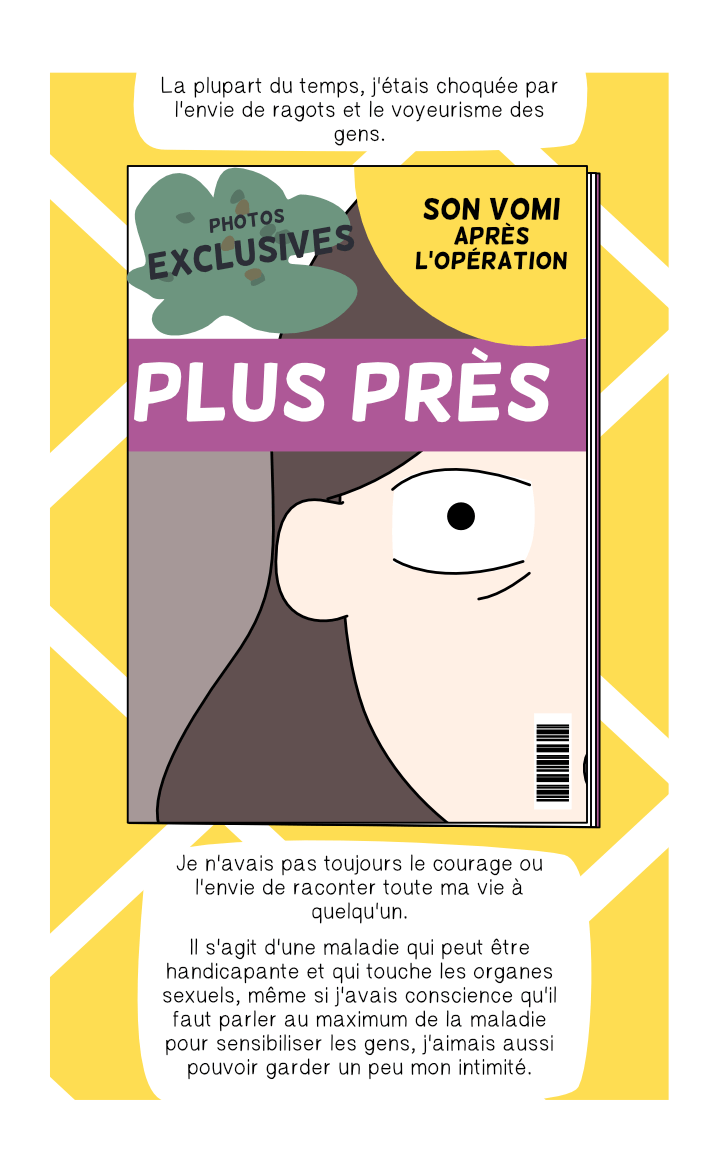 La plupart du temps, j'étais choquée par
l'envie de ragots et le voyeurisme des
gens.
PHOTOS
EXCLUSIVES
SON VOMI
APRÈS
L'OPÉRATION
PLUS PRÈS
Je n'avais pas toujours le courage ou
l'envie de raconter toute ma vie à
quelqu'un.
Il s'agit d'une maladie qui peut être
handicapante et qui touche les organes
sexuels, même si j'avais conscience qu'il
faut parler au maximum de la maladie
pour sensibiliser les gens, j'aimais aussi
pouvoir garder un peu mon intimité.